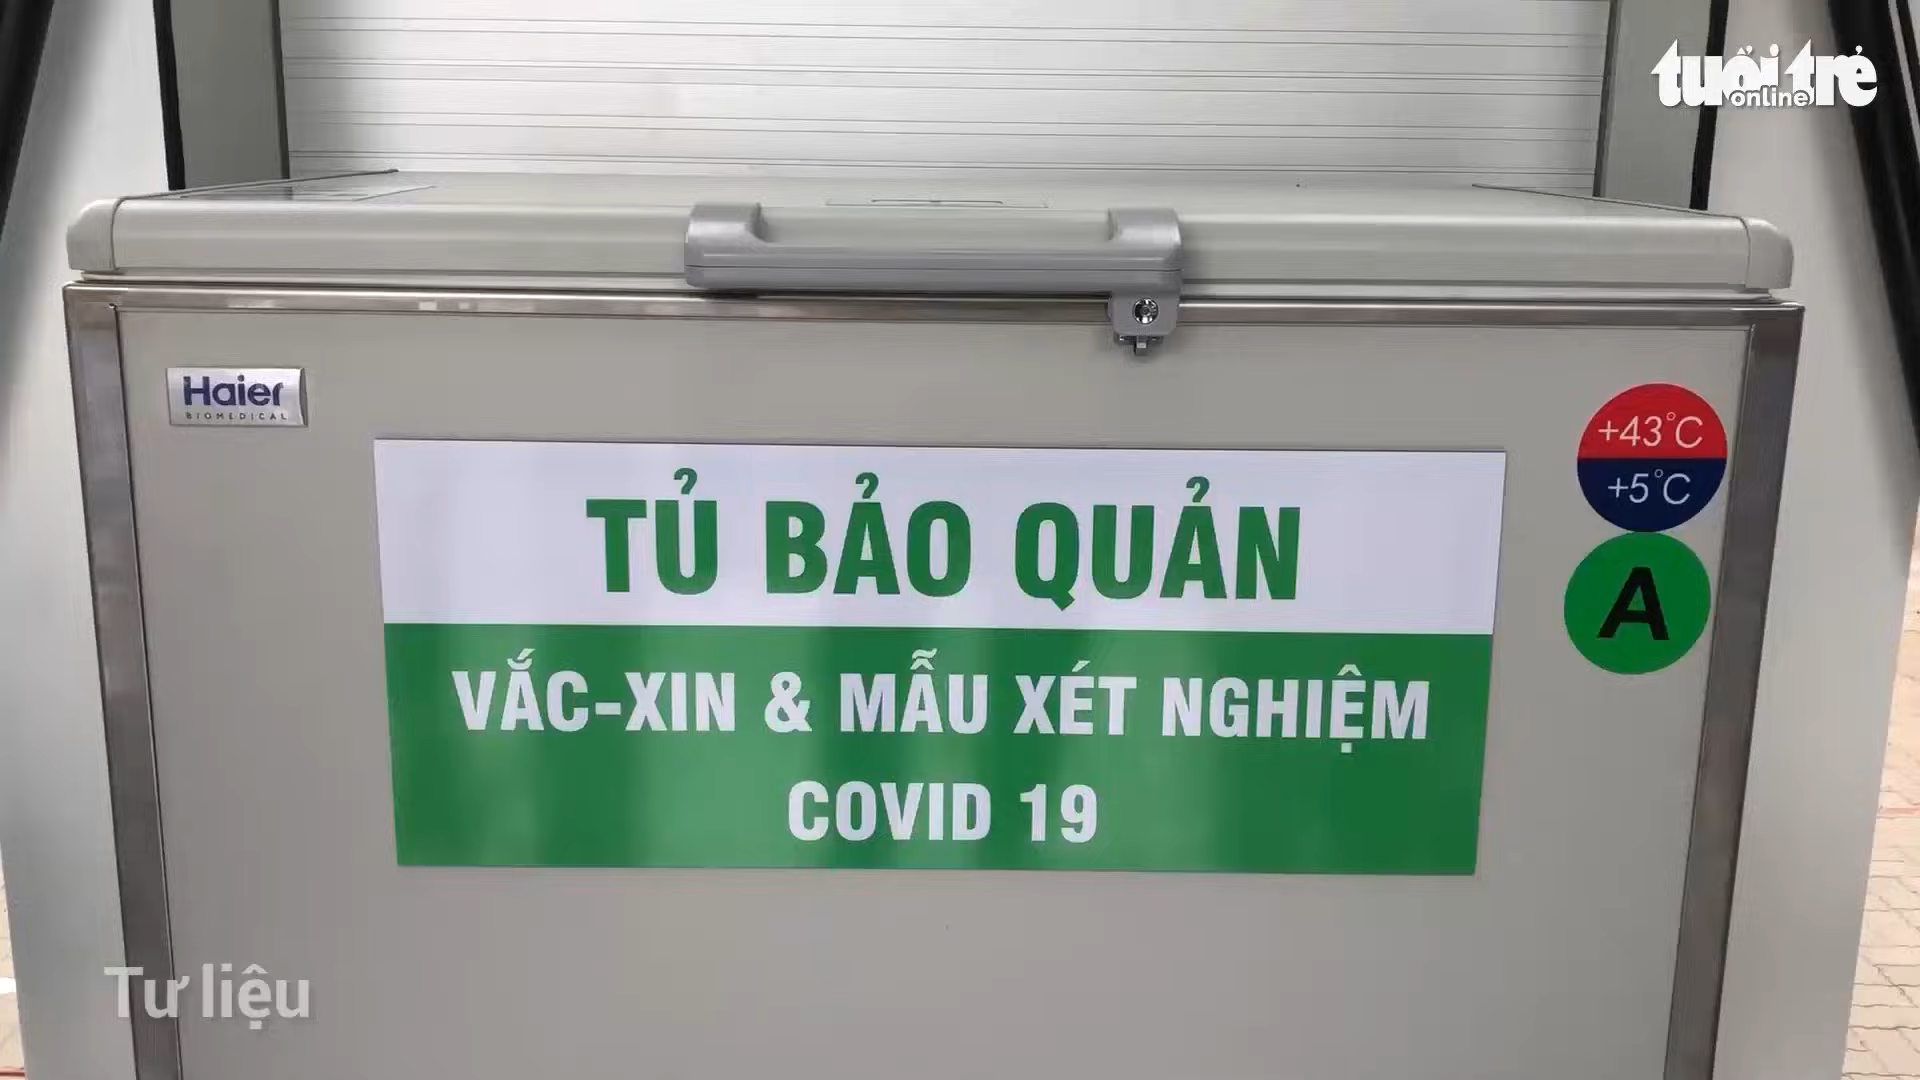 tuổi trẻ
online
Haier
BIOMEDICAL
+43°C
+5°C
A
TỦ BẢO QUẢN
VẮC-XIN & MẪU XÉT NGHIỆM
COVID 19
Tư liệu